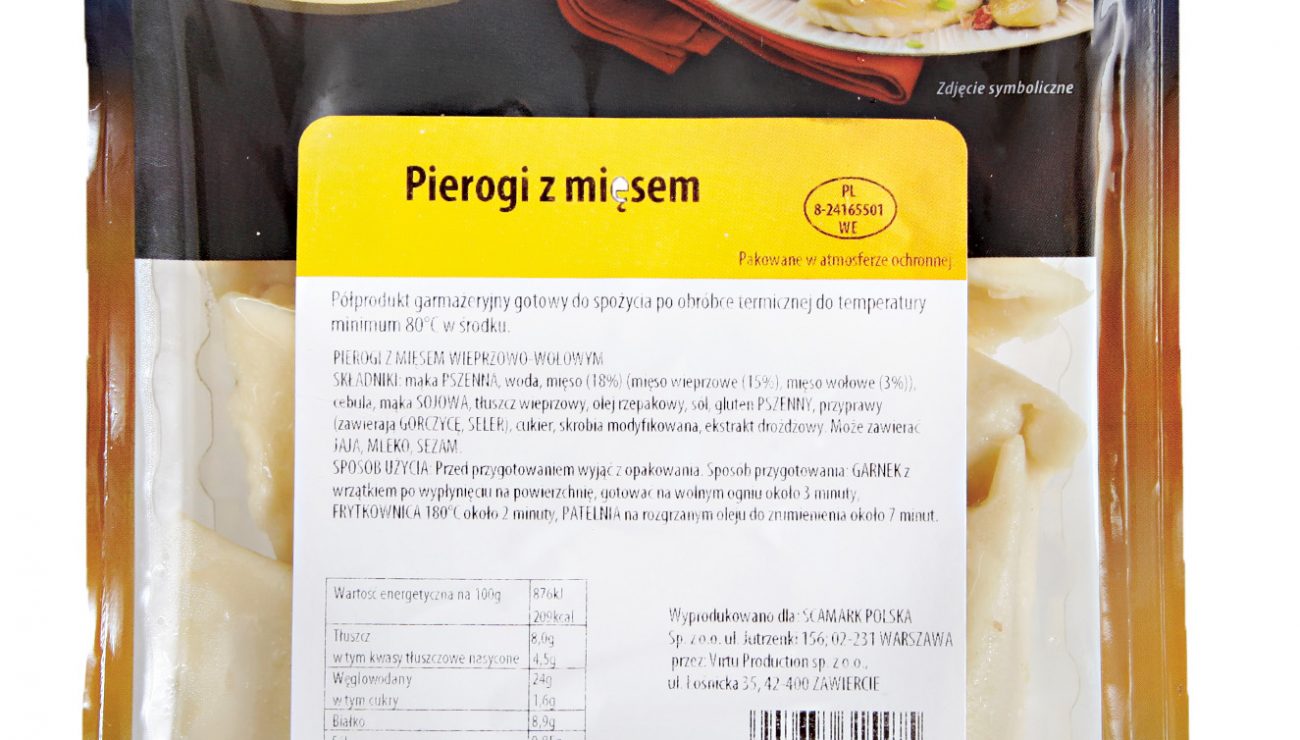 Zdjęcie symboliczne
Pierogi z mięsem
PL
8-24165501
WE
Pakowane w atmosferze ochronnej
Półprodukt garmażeryjny gotowy do spożycia po obróbce termicznej do temperatury
minimum 80°C w środku.
PIEROGI Z MIĘSEM WIEPRZOWO-WOŁOWYM
SKŁADNIKI: mąka PSZENNA, woda, mięso (18%) (mięso wieprzowe (15%), mięso wołowe (3%)),
cebula, mąka SOJOWA, tłuszcz wieprzowy, olej rzepakowy, sól, gluten PSZENNY, przyprawy
(zawierają GORCZYCĘ, SELER), cukier, skrobia modyfikowana, ekstrakt drożdżowy. Może zawierać
JAJA, MLEKO, SEZAM.
SPOSÓB UŻYCIA: Przed przygotowaniem wyjąć z opakowania. Sposób przygotowania: GARNEK z
wrzątkiem po wypłynięciu na powierzchnię, gotować na wolnym ogniu około 3 minuty,
FRYTKOWNICA 180°C około 2 minuty, PATELNIA na rozgrzanym oleju do zrumienienia około 7 minut.
Wartość energetyczna na 100g 876kJ
209kcal
Tłuszcz 8,0g
w tym kwasy tłuszczowe nasycone 4,5g
Węglowodany 24g
w tym cukry 1,6g
Białko 8,9g
Wyprodukowano dla: SCAMARK POLSKA
Sp. z o.o. ul. Jutrzenki 156; 02-231 WARSZAWA
przez: Virtu Production sp. z o.o.,
ul. Łośnicka 35, 42-400 ZAWIERCIE